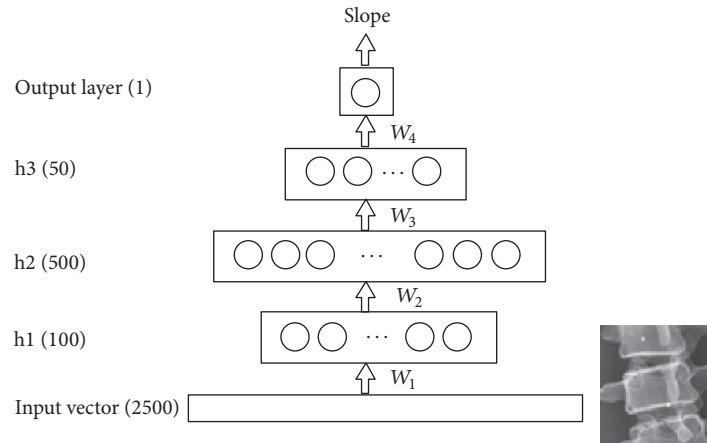 Slope
Output layer (1)
W4
h3 (50)
...
W3
h2 (500)
...
W2
h1 (100)
...
W1
Input vector (2500)